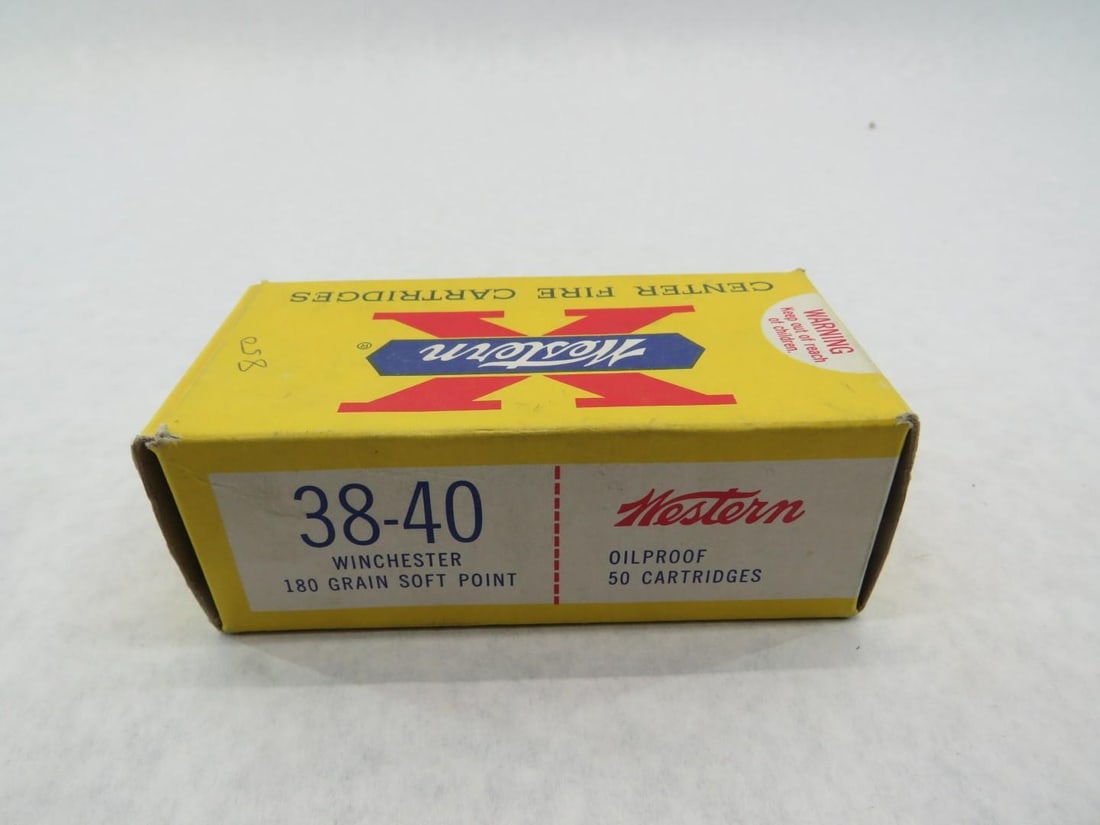 CENTER FIRE CARTRIDGES
Western ®
WARNING
Keep out of reach
of children.
858
38-40
WINCHESTER
180 GRAIN SOFT POINT
Western
OILPROOF
50 CARTRIDGES